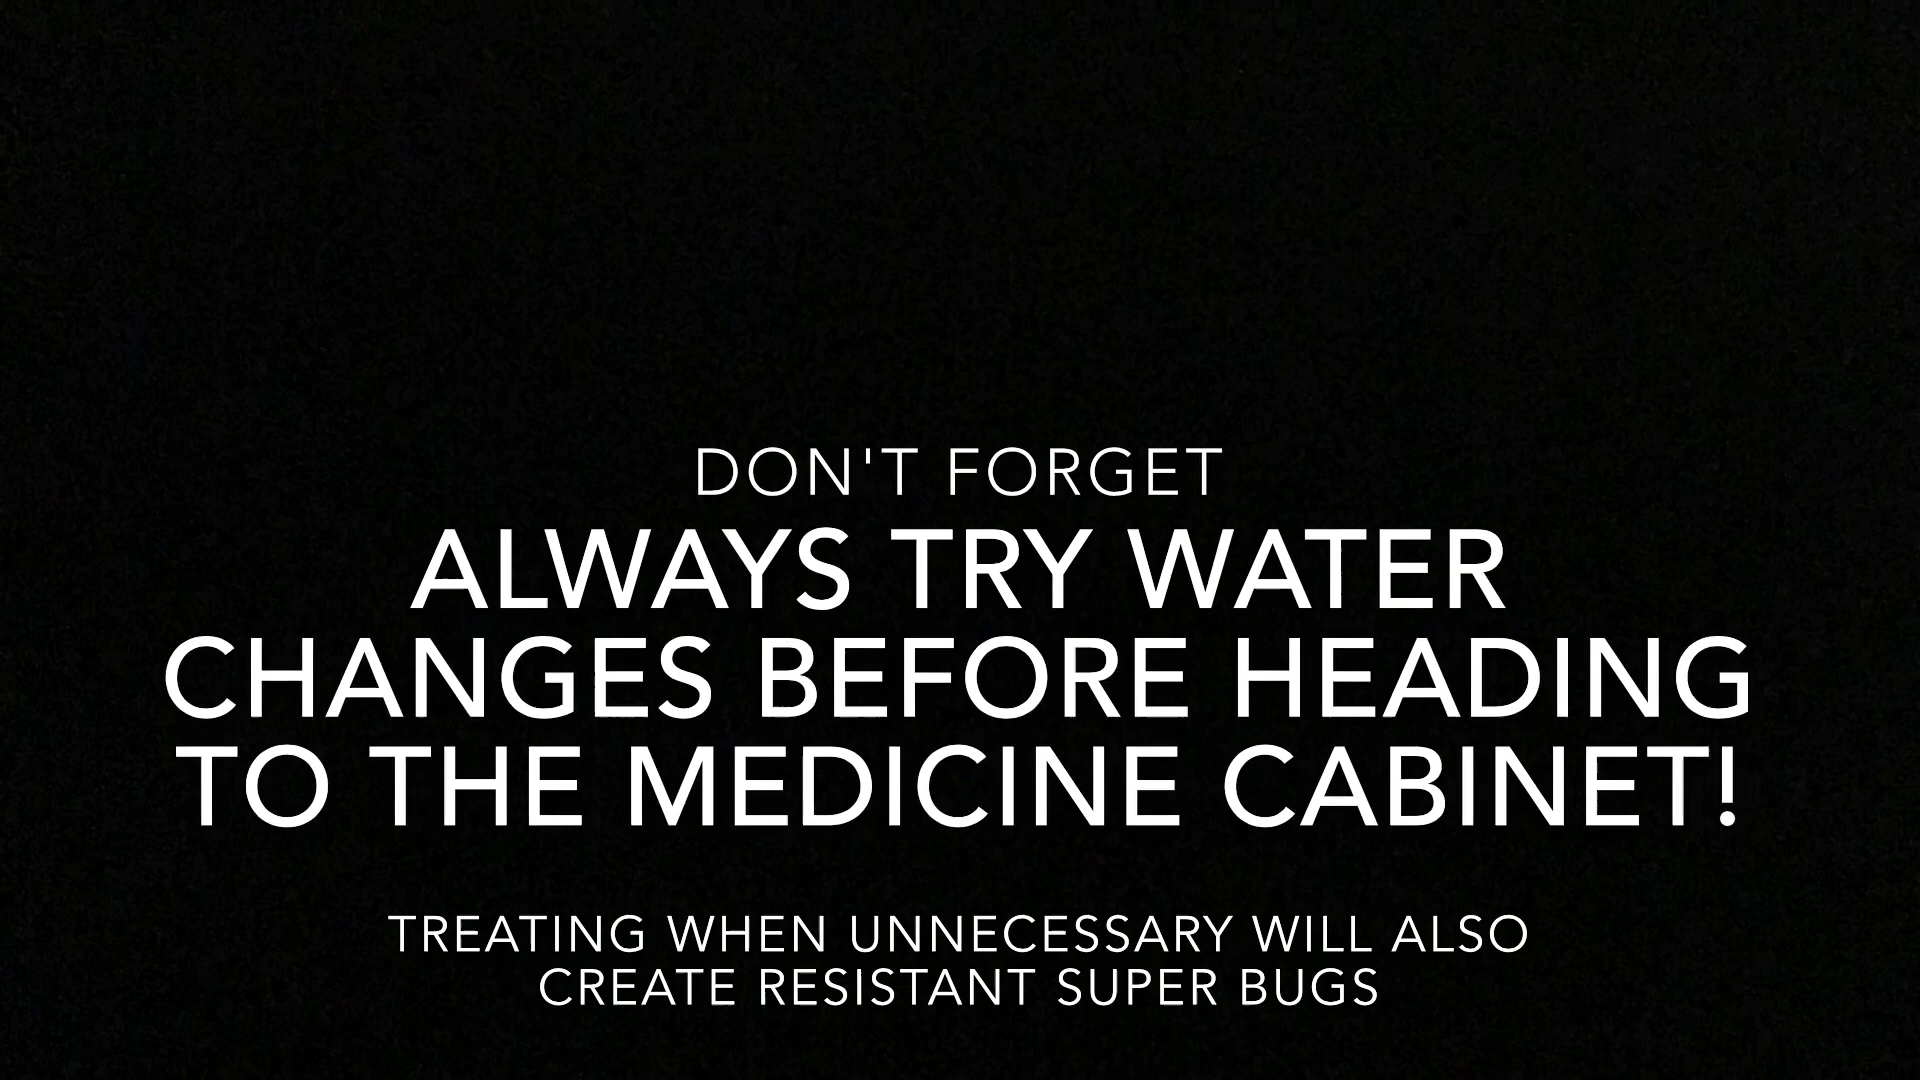 DON'T FORGET
ALWAYS TRY WATER
CHANGES BEFORE HEADING
TO THE MEDICINE CABINET!
TREATING WHEN UNNECESSARY WILL ALSO
CREATE RESISTANT SUPER BUGS